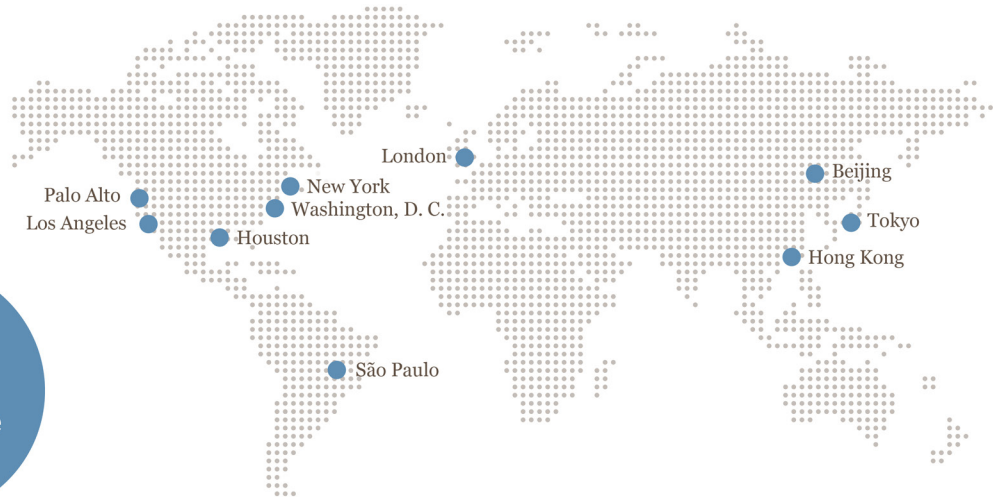 London
Beijing
Palo Alto
New York
Washington, D. C.
Los Angeles
Tokyo
Houston
Hong Kong
São Paulo